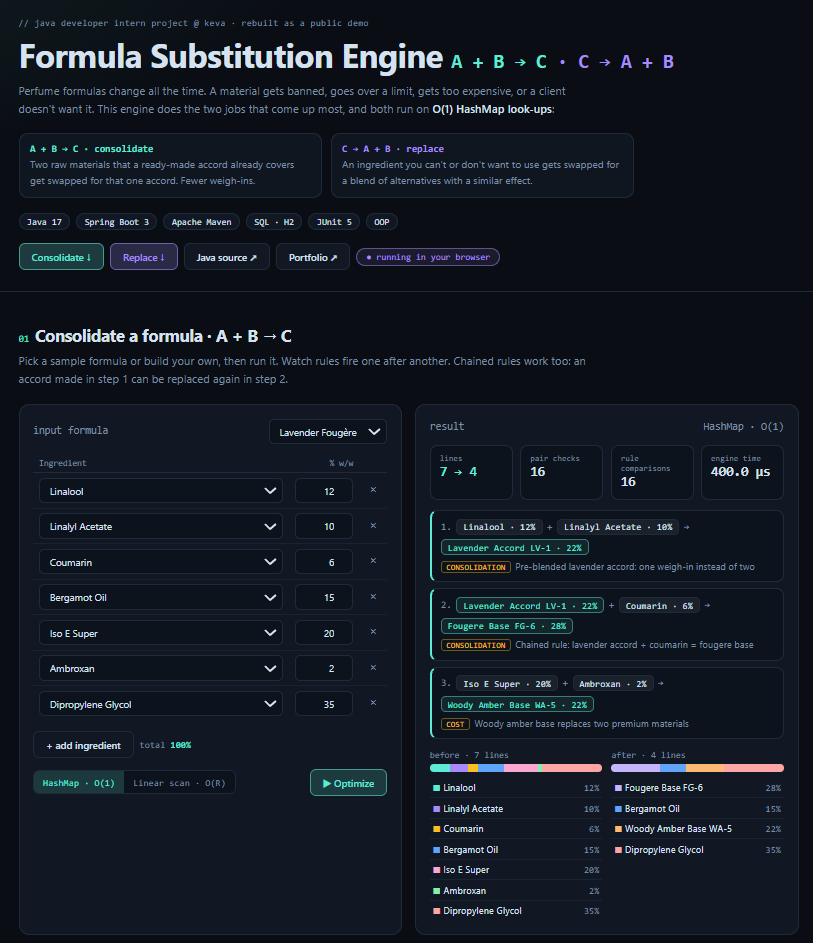 // java developer intern project @ keva · rebuilt as a public demo
Formula Substitution Engine A + B → C · C → A + B
Perfume formulas change all the time. A material gets banned, goes over a limit, gets too expensive, or a client
doesn't want it. This engine does the two jobs that come up most, and both run on O(1) HashMap look-ups:
A + B → C · consolidate
Two raw materials that a ready-made accord already covers
get swapped for that one accord. Fewer weigh-ins.
C → A + B · replace
An ingredient you can't or don't want to use gets swapped for
a blend of alternatives with a similar effect.
Java 17
Spring Boot 3
Apache Maven
SQL · H2
JUnit 5
OOP
Consolidate ↓
Replace ↓
Java source ↗
Portfolio ↗
● running in your browser
01 Consolidate a formula · A + B → C
Pick a sample formula or build your own, then run it. Watch rules fire one after another. Chained rules work too: an
accord made in step 1 can be replaced again in step 2.
input formula
Lavender Fougère
Ingredient % w/w
Linalool 12 ×
Linalyl Acetate 10 ×
Coumarin 6 ×
Bergamot Oil 15 ×
Iso E Super 20 ×
Ambroxan 2 ×
Dipropylene Glycol 35 ×
+ add ingredient total 100%
HashMap · O(1) Linear scan · O(R) ▶ Optimize
result HashMap · O(1)
lines
7 → 4
pair checks
16
rule
comparisons
16
engine time
400.0 µs
1. Linalool · 12% + Linalyl Acetate · 10% →
Lavender Accord LV-1 · 22%
CONSOLIDATION Pre-blended lavender accord: one weigh-in instead of two
2. Lavender Accord LV-1 · 22% + Coumarin · 6% →
Fougere Base FG-6 · 28%
CONSOLIDATION Chained rule: lavender accord + coumarin = fougere base
3. Iso E Super · 20% + Ambroxan · 2% →
Woody Amber Base WA-5 · 22%
COST Woody amber base replaces two premium materials
before · 7 lines
Linalool 12%
Linalyl Acetate 10%
Coumarin 6%
Bergamot Oil 15%
Iso E Super 20%
Ambroxan 2%
Dipropylene Glycol 35%
after · 4 lines
Fougere Base FG-6 28%
Bergamot Oil 15%
Woody Amber Base WA-5 22%
Dipropylene Glycol 35%